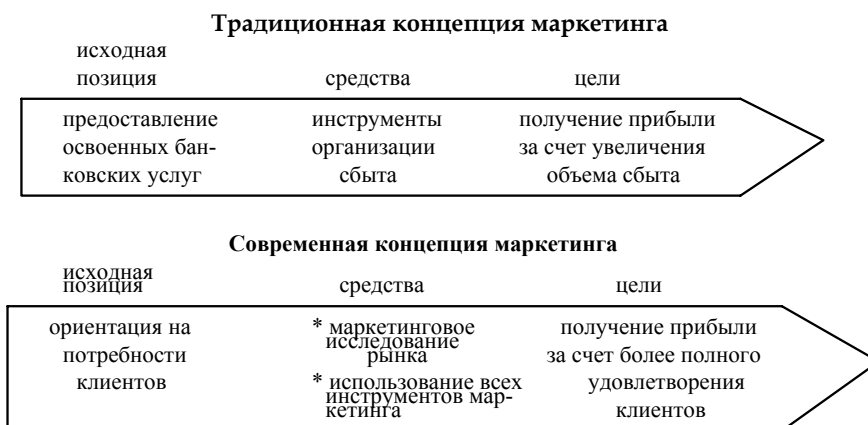 Традиционная концепция маркетинга
исходная
позиция средства цели
предоставление инструменты получение прибыли
освоенных бан- организации за счет увеличения
ковских услуг сбыта объема сбыта
Современная концепция маркетинга
исходная
позиция средства цели
ориентация на * маркетинговое получение прибыли
исследование
потребности рынка за счет более полного
клиентов * использование всех удовлетворения
инструментов мар-
кетинга клиентов